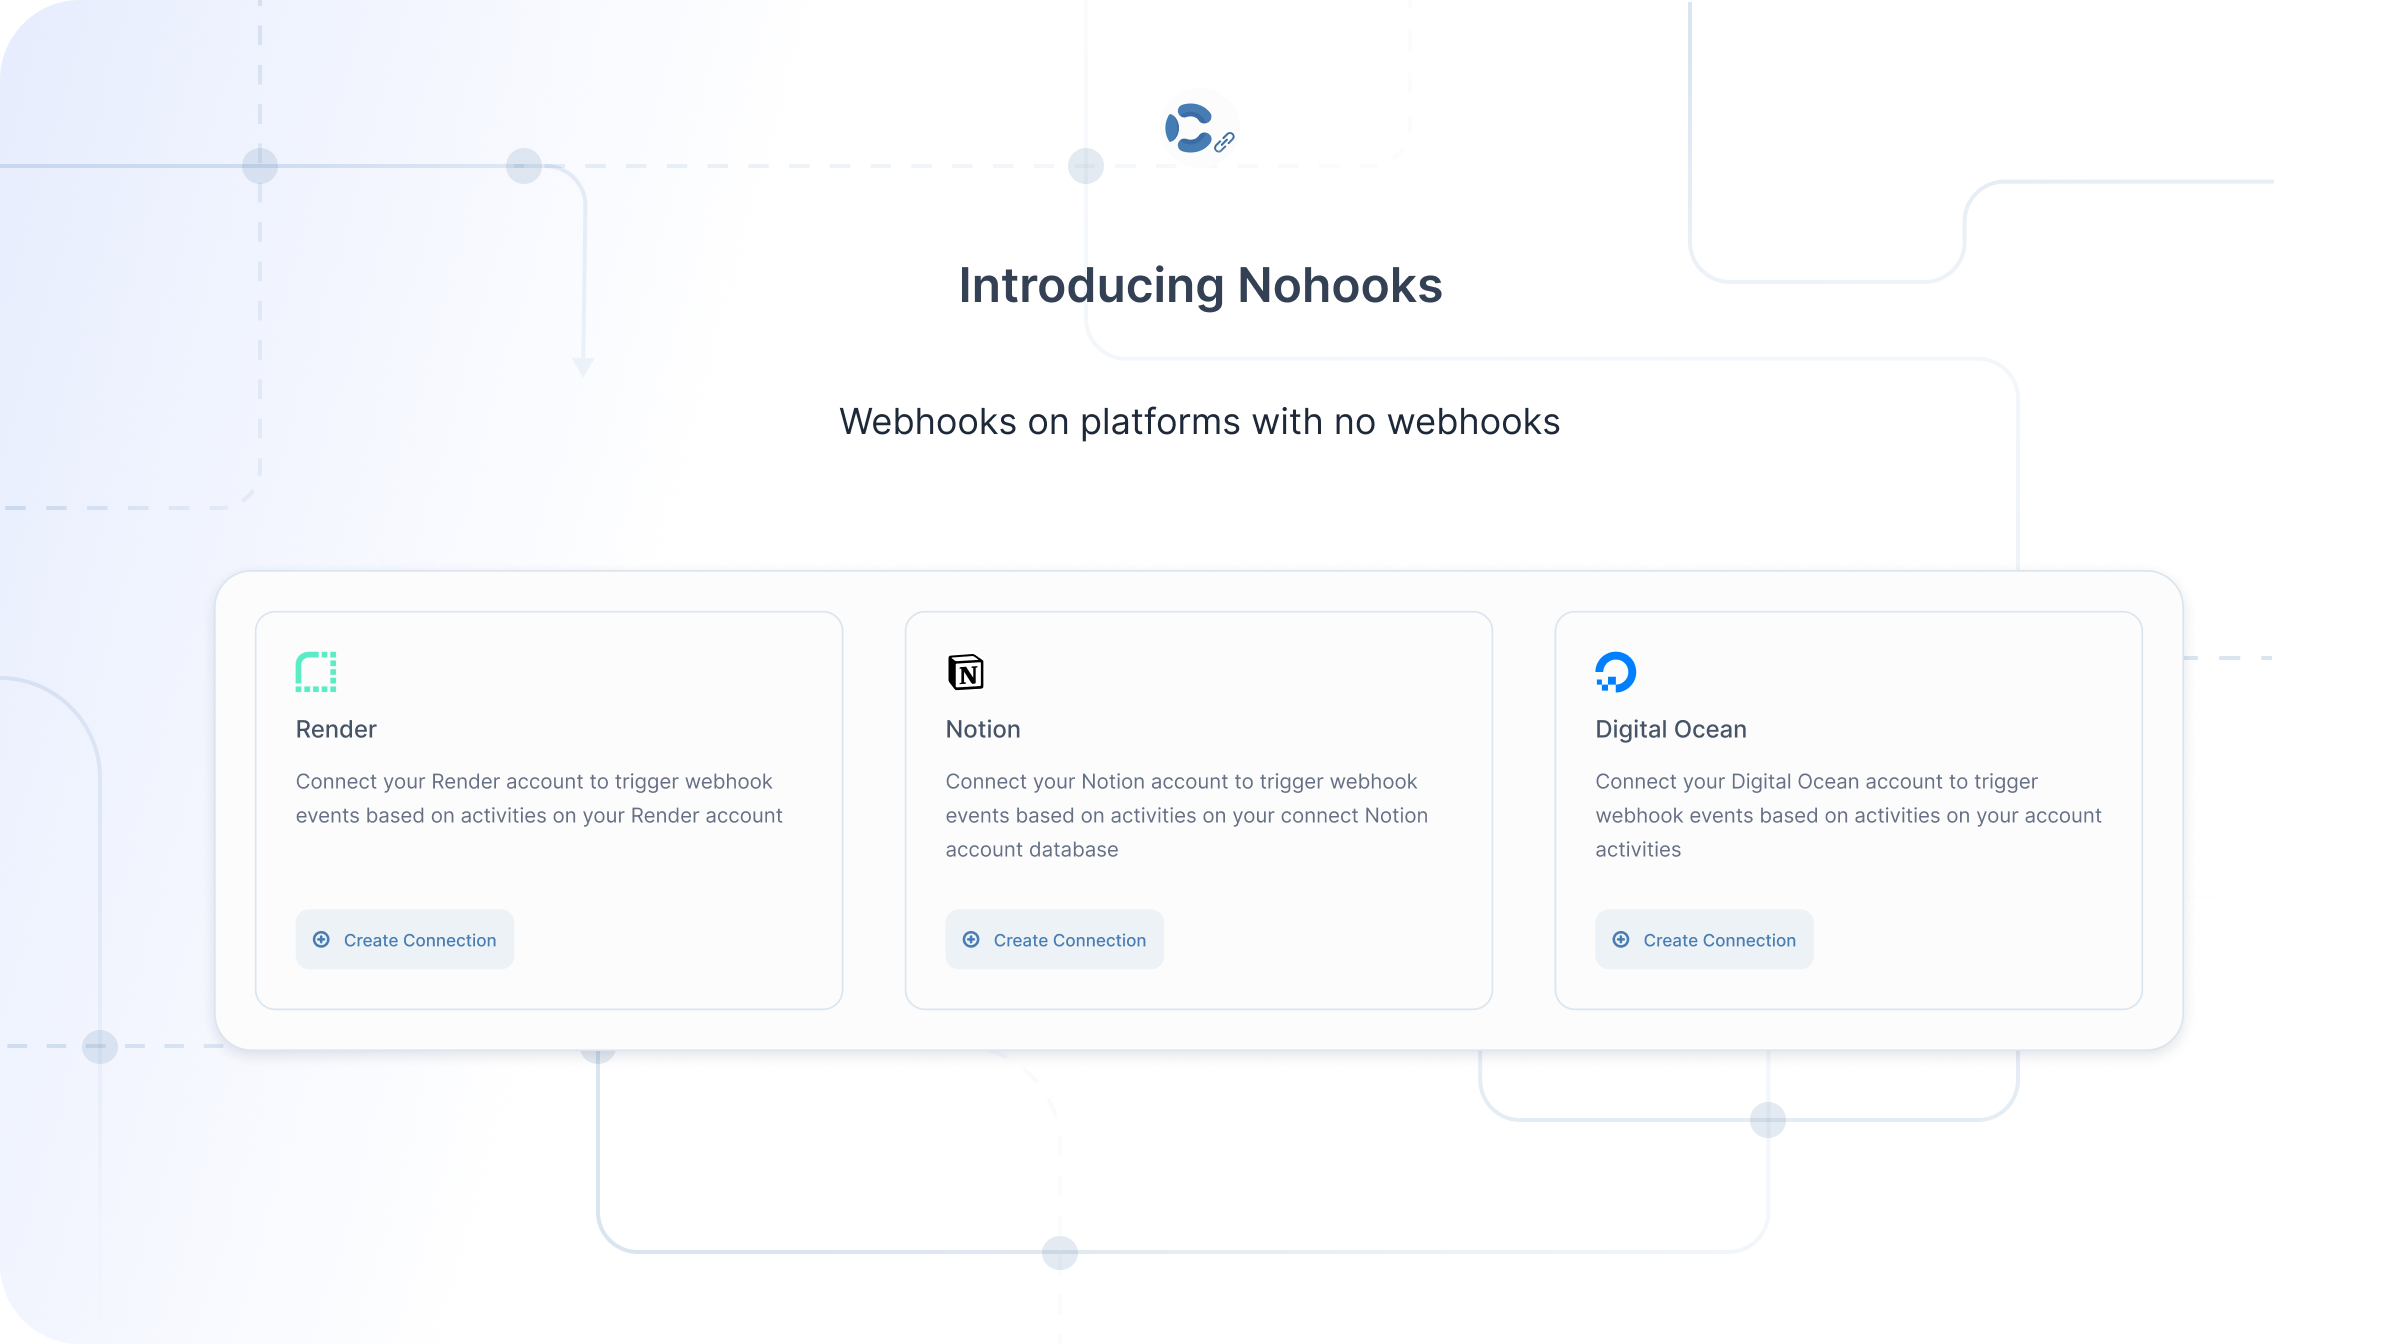 Introducing Nohooks
Webhooks on platforms with no webhooks
Render
Connect your Render account to trigger webhook
events based on activities on your Render account
Create Connection
N
Notion
Connect your Notion account to trigger webhook
events based on activities on your connect Notion
account database
Create Connection
Digital Ocean
Connect your Digital Ocean account to trigger
webhook events based on activities on your account
activities
Create Connection